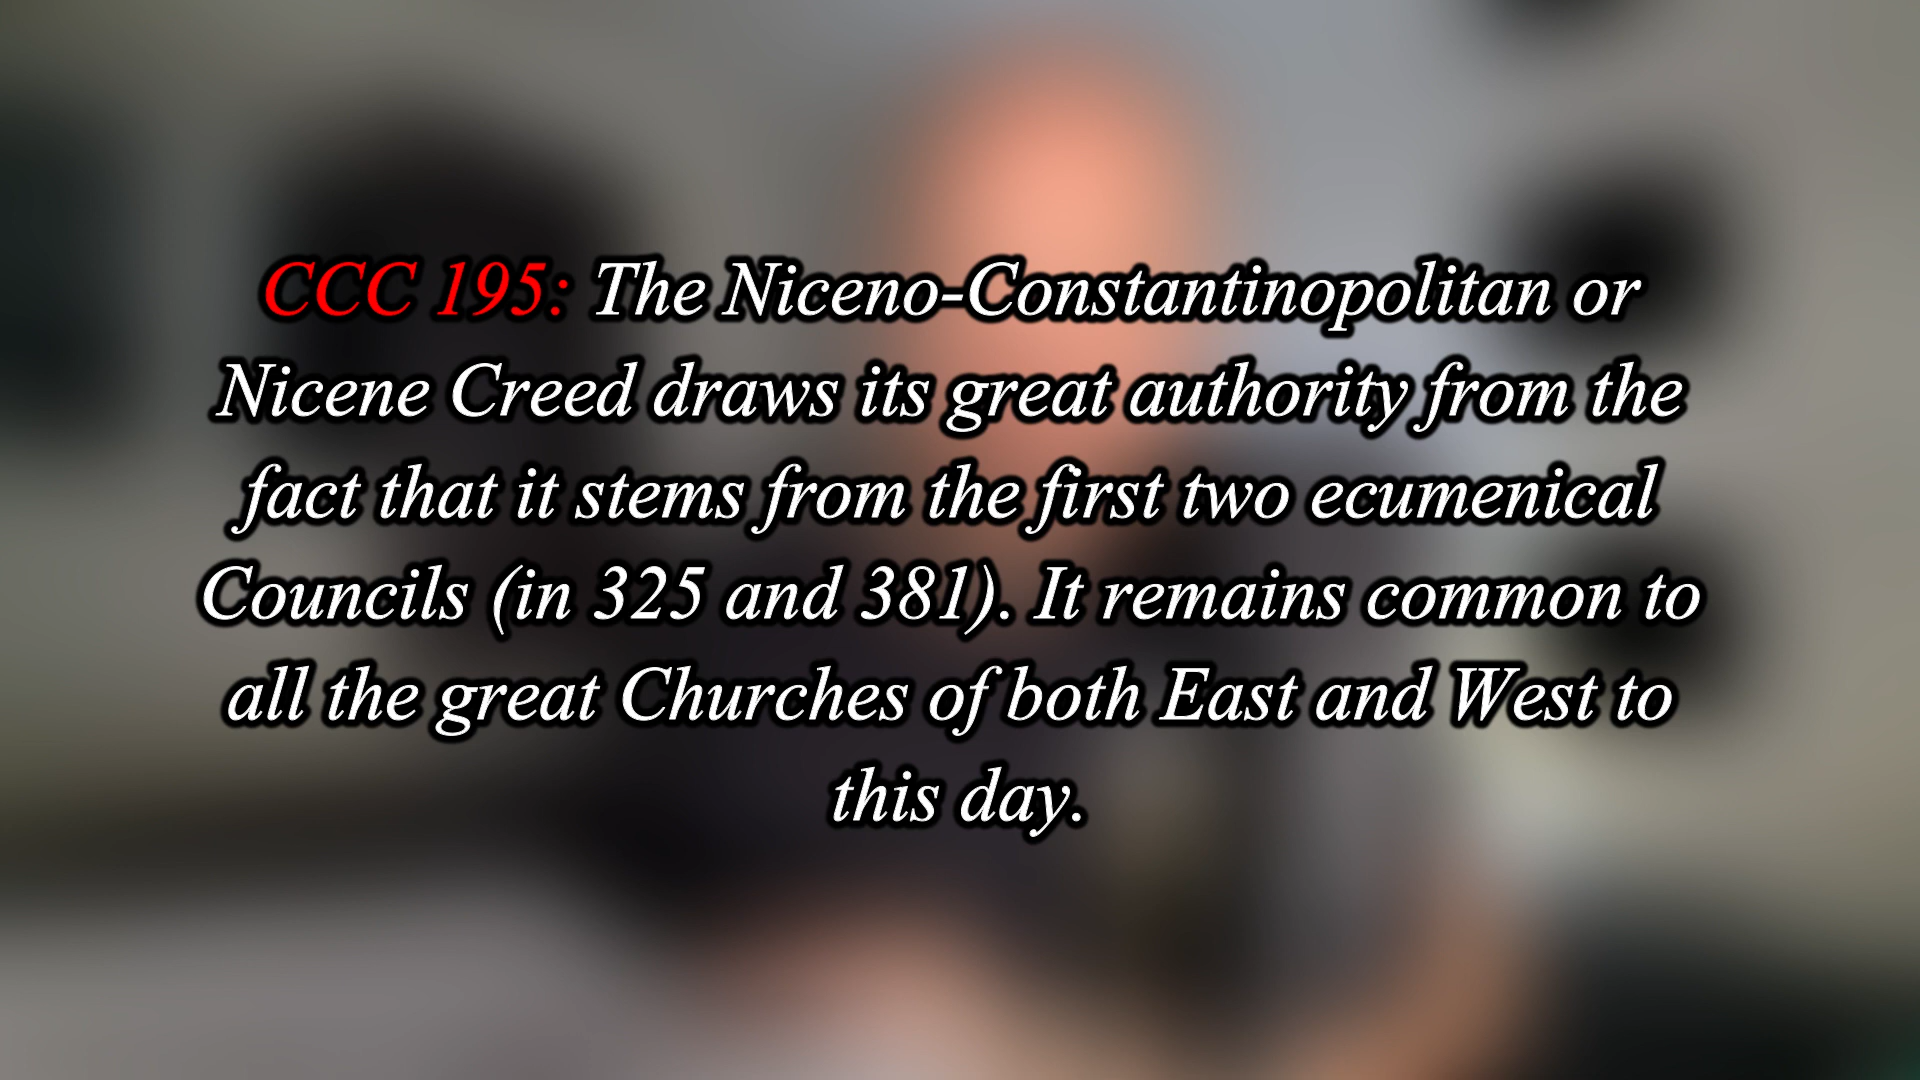 CCC 195: The Niceno-Constantinopolitan or
Nicene Creed draws its great authority from the
fact that it stems from the first two ecumenical
Councils (in 325 and 381). It remains common to
all the great Churches of both East and West to
this day.